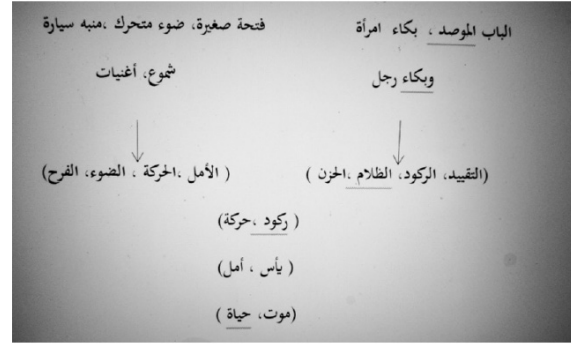 الباب الموصد ، بكاء امرأة
وبكاء رجل
(التقييد، الركود، الظلام ،الحزن )
فتحة صغيرة، ضوء متحرك ،منبه سيارة
شموع، أغنيات
( الأمل ،الحركة ، الضوء، الفرح)
( ركود ،حركة)
( يأس ، أمل)
(موت، حياة )